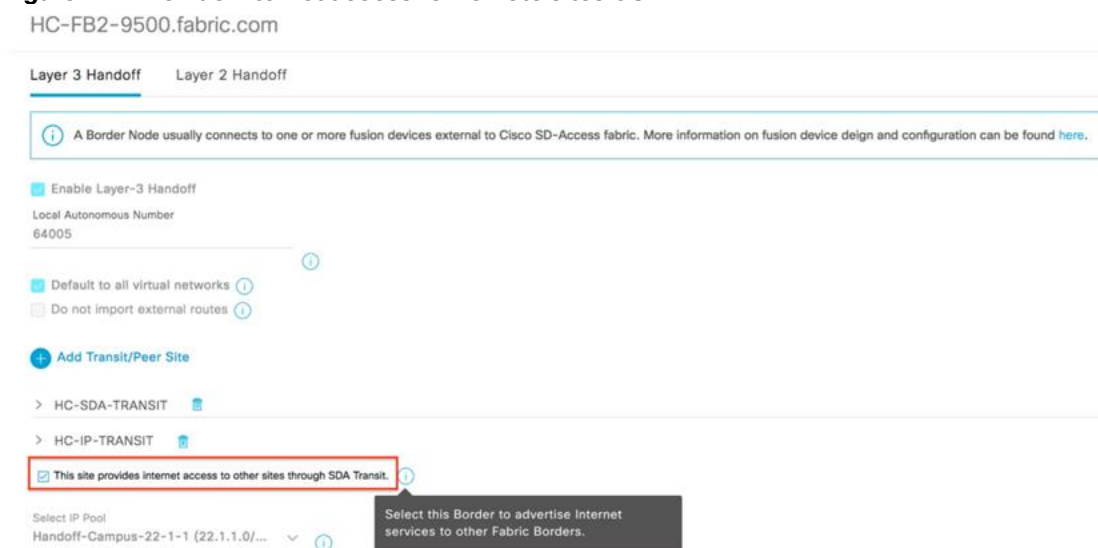 HC-FB2-9500.fabric.com
Layer 3 Handoff Layer 2 Handoff
A Border Node usually connects to one or more fusion devices external to Cisco SD-Access fabric. More information on fusion device deign and configuration can be found here.
Enable Layer-3 Handoff
Local Autonomous Number
64005
Default to all virtual networks
Do not import external routes
Add Transit/Peer Site
HC-SDA-TRANSIT
HC-IP-TRANSIT
This site provides internet access to other sites through SDA Transit.
Select this Border to advertise Internet
services to other Fabric Borders.
Select IP Pool
Handoff-Campus-22-1-1 (22.1.1.0/...